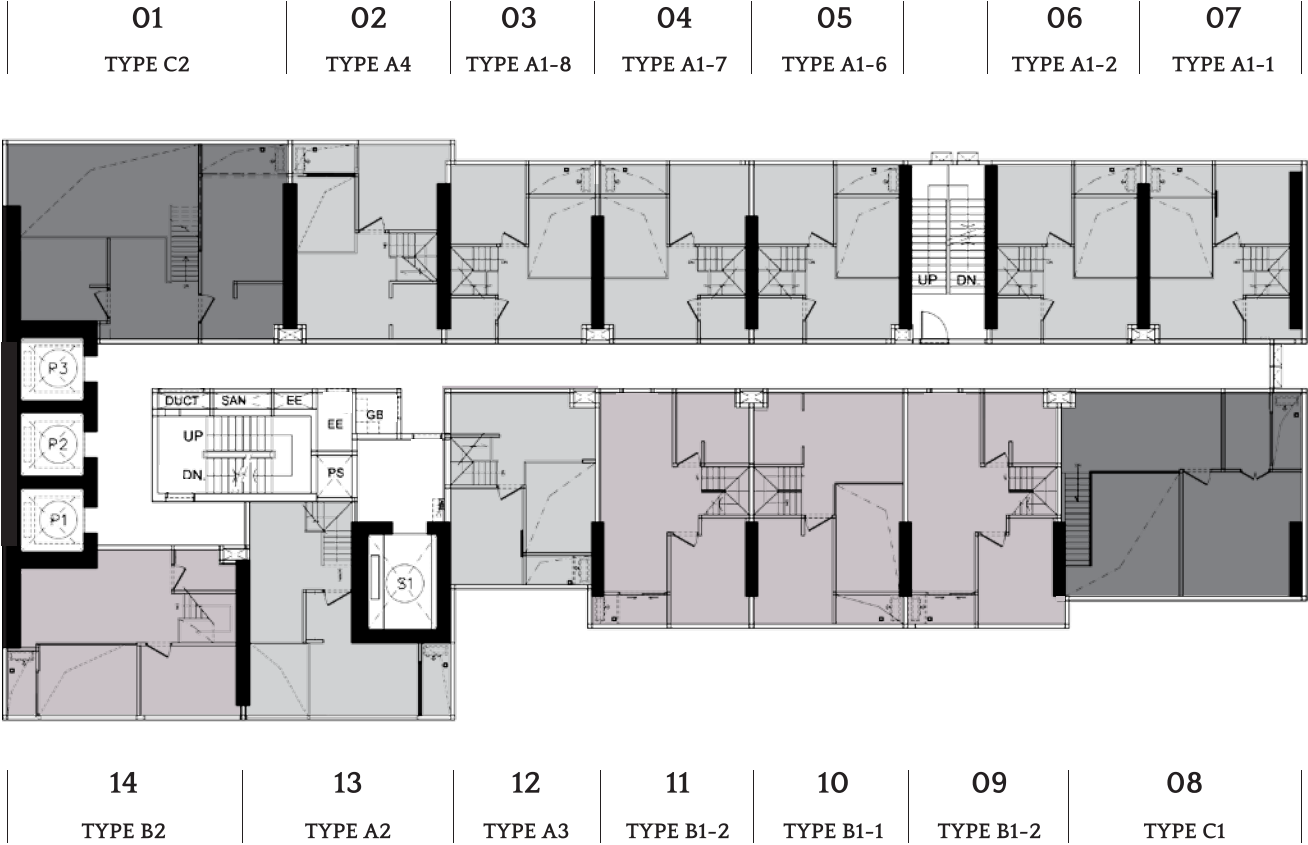 01 02 03 04 05 06 07
TYPE C2 TYPE A4 TYPE A1-8 TYPE A1-7 TYPE A1-6 TYPE A1-2 TYPE A1-1
UP DN
P3
DUCT SAN EE
EE GB
UP
P2
DN PS
P1
S1
14 13 12 11 10 09 08
TYPE B2 TYPE A2 TYPE A3 TYPE B1-2 TYPE B1-1 TYPE B1-2 TYPE C1